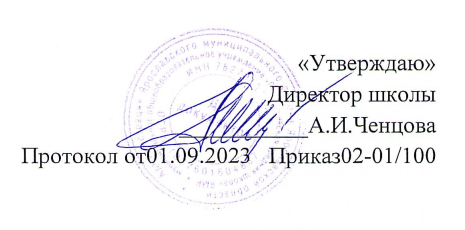 «Утверждаю»
Директор школы
А.И.Ченцова
Протокол от01.09.2023 Приказ02-01/100